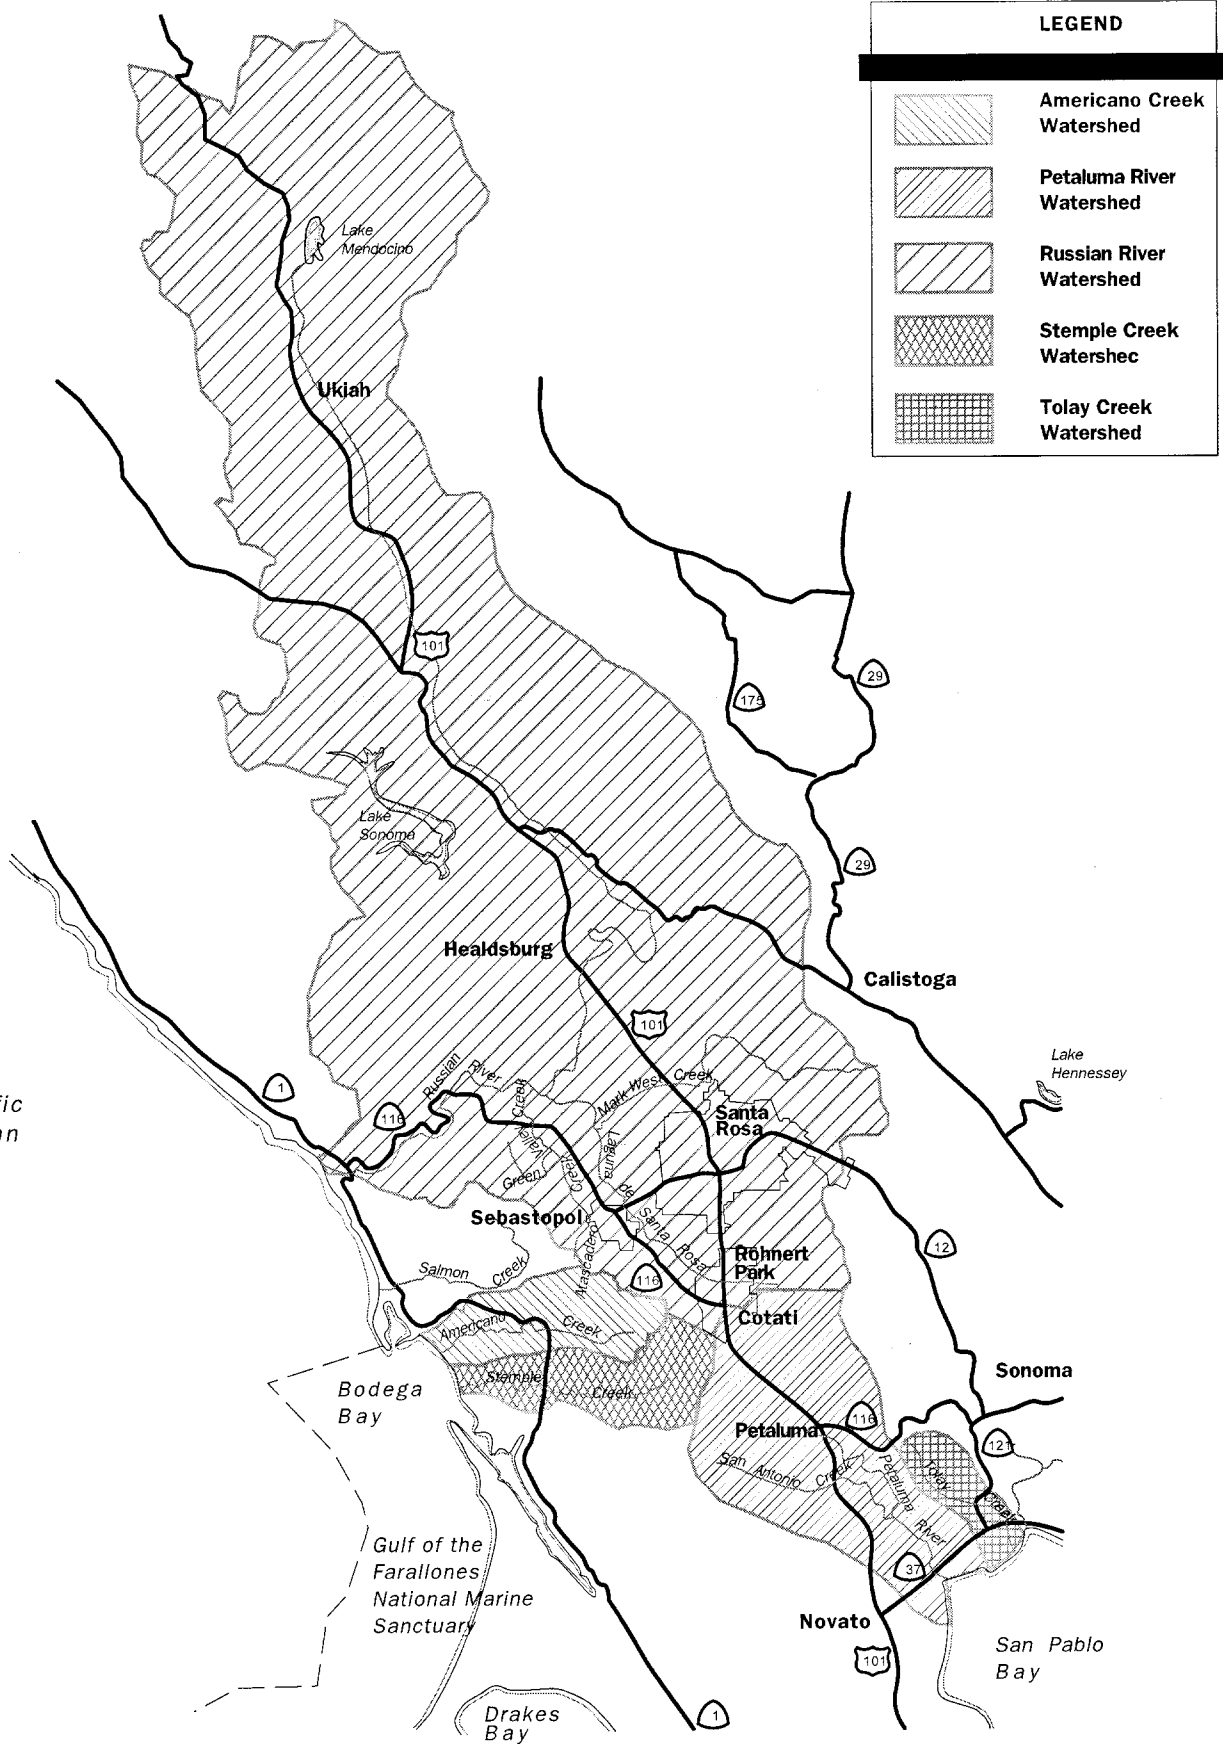 LEGEND
Americano Creek
Watershed
Petaluma River
Watershed
Russian River
Watershed
Stemple Creek
Watershec
Tolay Creek
Watershed
Lake
Mendocino
Ukiah
101
175
29
Lake
Sonoma
29
Healdsburg
Calistoga
101
Lake
Hennessey
fic
an
1
116
Russian
River
Green
Valley
Creek
Mark West Creek
Santa
Rosa
Laguna
de
Santa
Rosa
Creek
Atascadero
Sebastopol
12
Salmon
Creek
116
Rohnert
Park
Cotati
Americano
Creek
Stemple
Creek
Sonoma
Bodega
Bay
Petaluma
116
121
San Antonio Creek
Petaluma
River
Tolay
Creek
Gulf of the
Farallones
National Marine
Sanctuary
37
Novato
101
San Pablo
Bay
Drakes
Bay
1